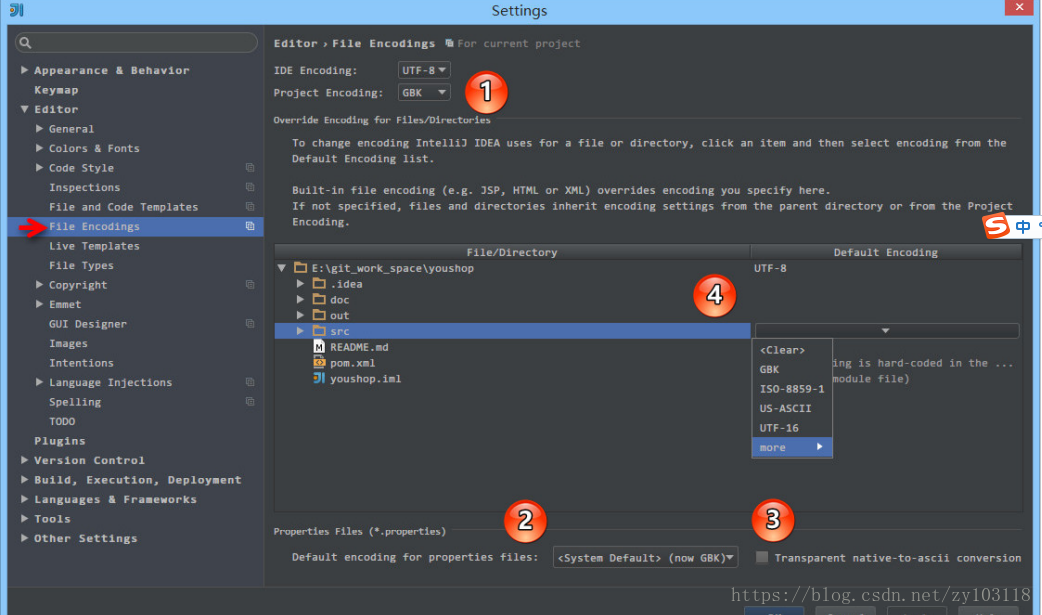 Settings
Editor › File Encodings For current project
Appearance & Behavior
Keymap
Editor
General
Colors & Fonts
Code Style
Inspections
File and Code Templates
File Encodings
Live Templates
File Types
Copyright
Emmet
GUI Designer
Images
Intentions
Language Injections
Spelling
TODO
Plugins
Version Control
Build, Execution, Deployment
Languages & Frameworks
Tools
Other Settings
IDE Encoding: UTF-8
Project Encoding: GBK
1
Override Encoding for Files/Directories
To change encoding IntelliJ IDEA uses for a file or directory, click an item and then select encoding from the
Default Encoding list.
Built-in file encoding (e.g. JSP, HTML or XML) overrides encoding you specify here.
If not specified, files and directories inherit encoding settings from the parent directory or from the Project
Encoding.
S 中
File/Directory Default Encoding
E:\git_work_space\youshop UTF-8
.idea
doc
4
out
src
README.md
pom.xml ing is hard-coded in the ...
youshop.iml module file)
<Clear>
GBK
ISO-8859-1
US-ASCII
UTF-16
more
2
3
Properties Files (*.properties)
Default encoding for properties files: <System Default> (now GBK) Transparent native-to-ascii conversion
https://blog.csdn.net/zy103118